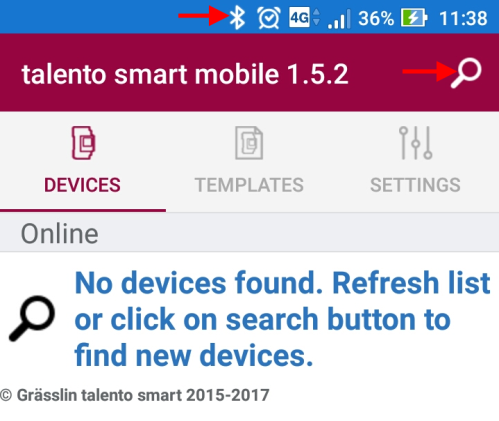 4G 36% 11:38
talento smart mobile 1.5.2
DEVICES TEMPLATES SETTINGS
Online
No devices found. Refresh list
or click on search button to
find new devices.
© Grässlin talento smart 2015-2017